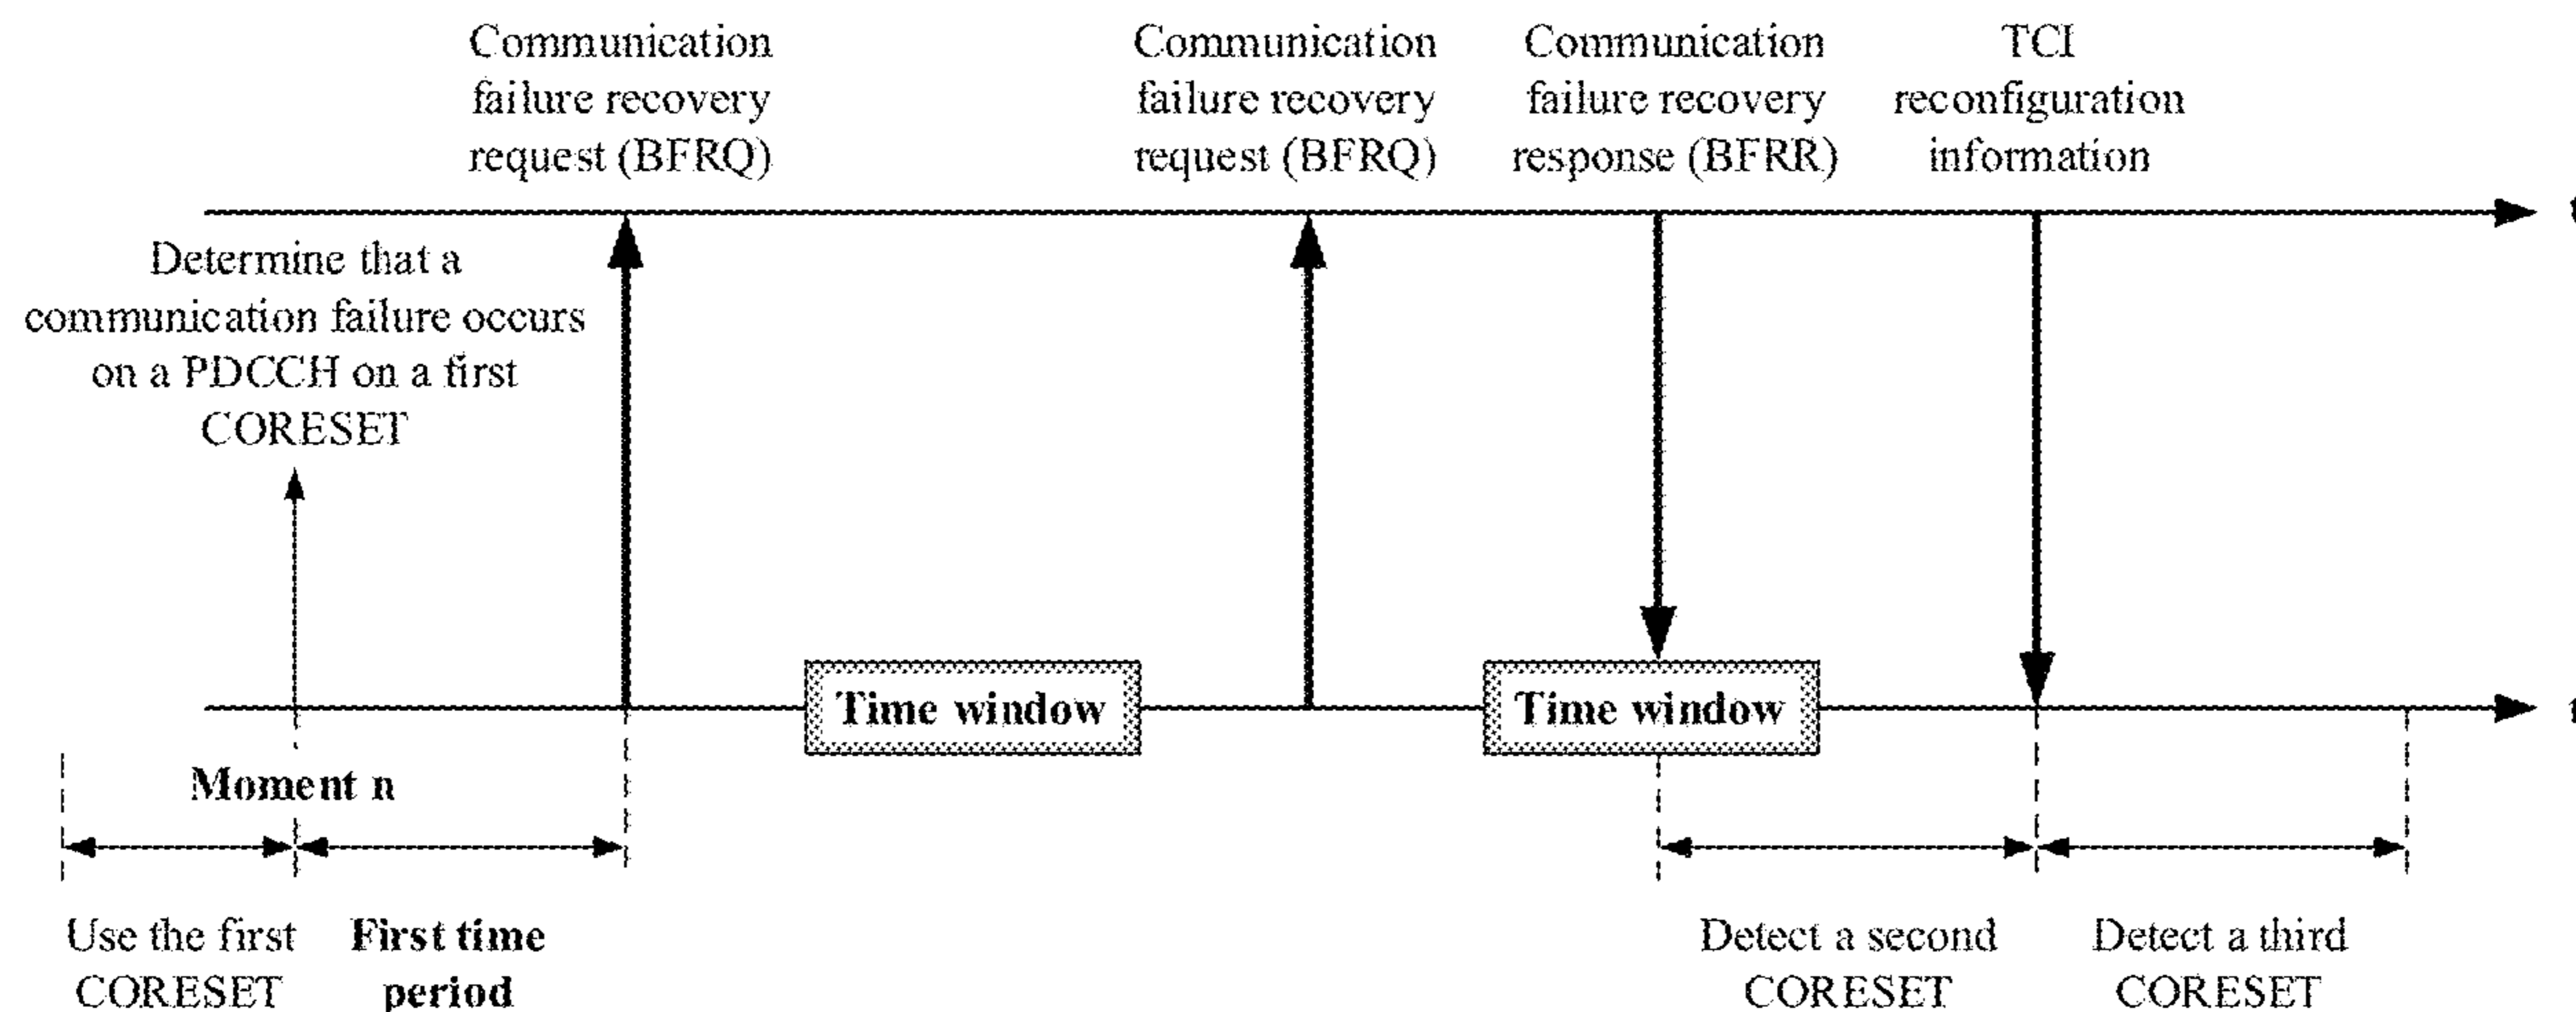 Communication
failure recovery
request (BFRQ)
Communication
failure recovery
request (BFRQ)
Communication
failure recovery
response (BFRR)
TCI
reconfiguration
information
t
Determine that a
communication failure occurs
on a PDCCH on a first
CORESET
Time window
Time window
t
Moment n
Use the first
CORESET
First time
period
Detect a second
CORESET
Detect a third
CORESET